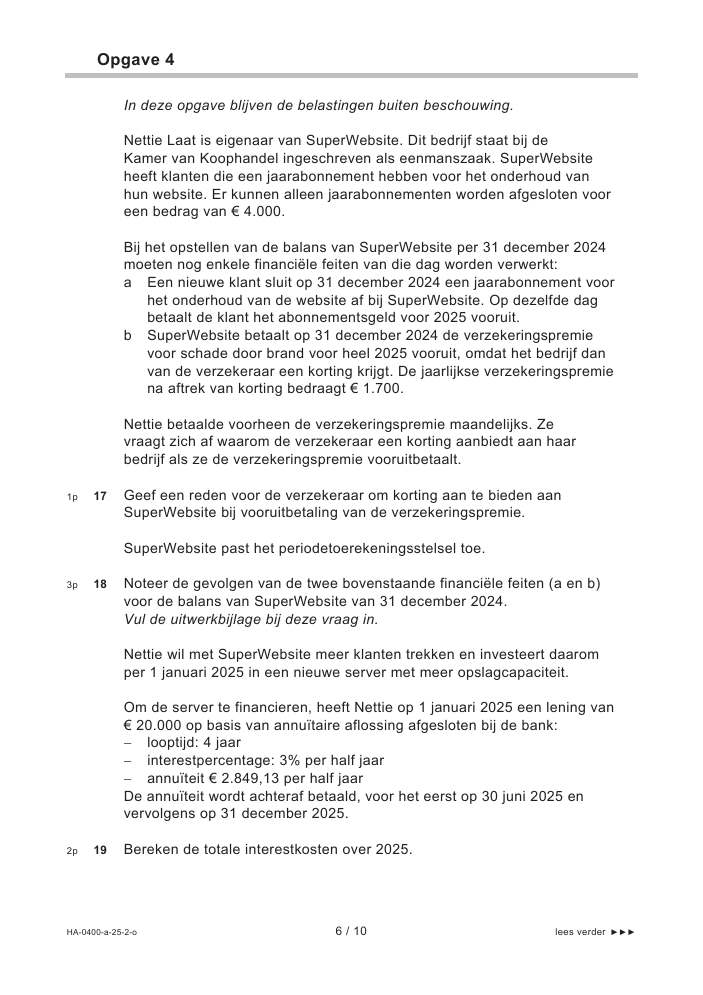 Opgave 4
In deze opgave blijven de belastingen buiten beschouwing.
Nettie Laat is eigenaar van SuperWebsite. Dit bedrijf staat bij de
Kamer van Koophandel ingeschreven als eenmanszaak. SuperWebsite
heeft klanten die een jaarabonnement hebben voor het onderhoud van
hun website. Er kunnen alleen jaarabonnementen worden afgesloten voor
een bedrag van € 4.000.
Bij het opstellen van de balans van SuperWebsite per 31 december 2024
moeten nog enkele financiële feiten van die dag worden verwerkt:
a Een nieuwe klant sluit op 31 december 2024 een jaarabonnement voor
het onderhoud van de website af bij SuperWebsite. Op dezelfde dag
betaalt de klant het abonnementsgeld voor 2025 vooruit.
b SuperWebsite betaalt op 31 december 2024 de verzekeringspremie
voor schade door brand voor heel 2025 vooruit, omdat het bedrijf dan
van de verzekeraar een korting krijgt. De jaarlijkse verzekeringspremie
na aftrek van korting bedraagt € 1.700.
Nettie betaalde voorheen de verzekeringspremie maandelijks. Ze
vraagt zich af waarom de verzekeraar een korting aanbiedt aan haar
bedrijf als ze de verzekeringspremie vooruitbetaalt.
1p 17 Geef een reden voor de verzekeraar om korting aan te bieden aan
SuperWebsite bij vooruitbetaling van de verzekeringspremie.
SuperWebsite past het periodetoerekeningsstelsel toe.
3p 18 Noteer de gevolgen van de twee bovenstaande financiële feiten (a en b)
voor de balans van SuperWebsite van 31 december 2024.
Vul de uitwerkbijlage bij deze vraag in.
Nettie wil met SuperWebsite meer klanten trekken en investeert daarom
per 1 januari 2025 in een nieuwe server met meer opslagcapaciteit.
Om de server te financieren, heeft Nettie op 1 januari 2025 een lening van
€ 20.000 op basis van annuïtaire aflossing afgesloten bij de bank:
– looptijd: 4 jaar
– interestpercentage: 3% per half jaar
– annuïteit € 2.849,13 per half jaar
De annuïteit wordt achteraf betaald, voor het eerst op 30 juni 2025 en
vervolgens op 31 december 2025.
2p 19 Bereken de totale interestkosten over 2025.
HA-0400-a-25-2-o 6 / 10 lees verder ►►►